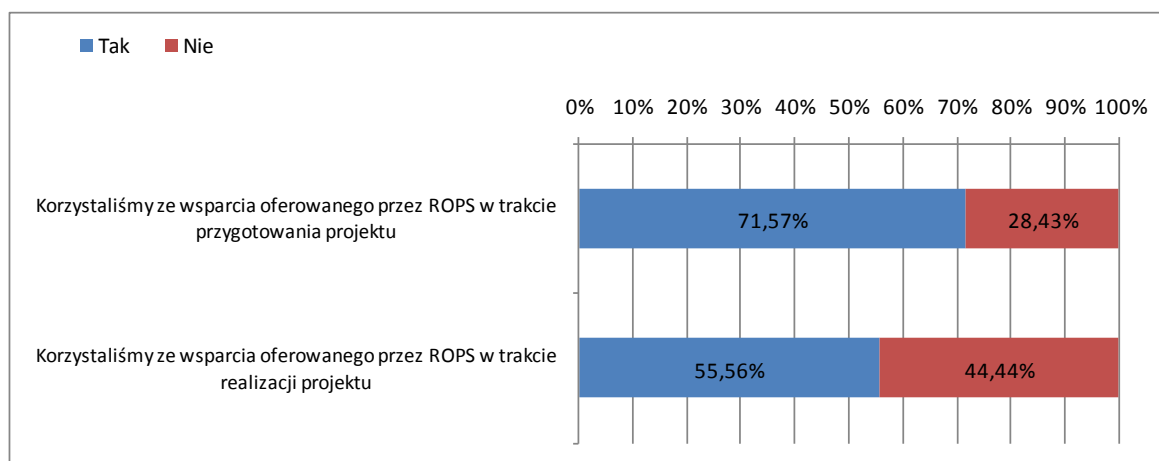 Tak Nie
0% 10% 20% 30% 40% 50% 60% 70% 80% 90% 100%
Korzystaliśmy ze wsparcia oferowanego przez ROPS w trakcie
przygotowania projektu
71,57% 28,43%
Korzystaliśmy ze wsparcia oferowanego przez ROPS w trakcie
realizacji projektu
55,56% 44,44%